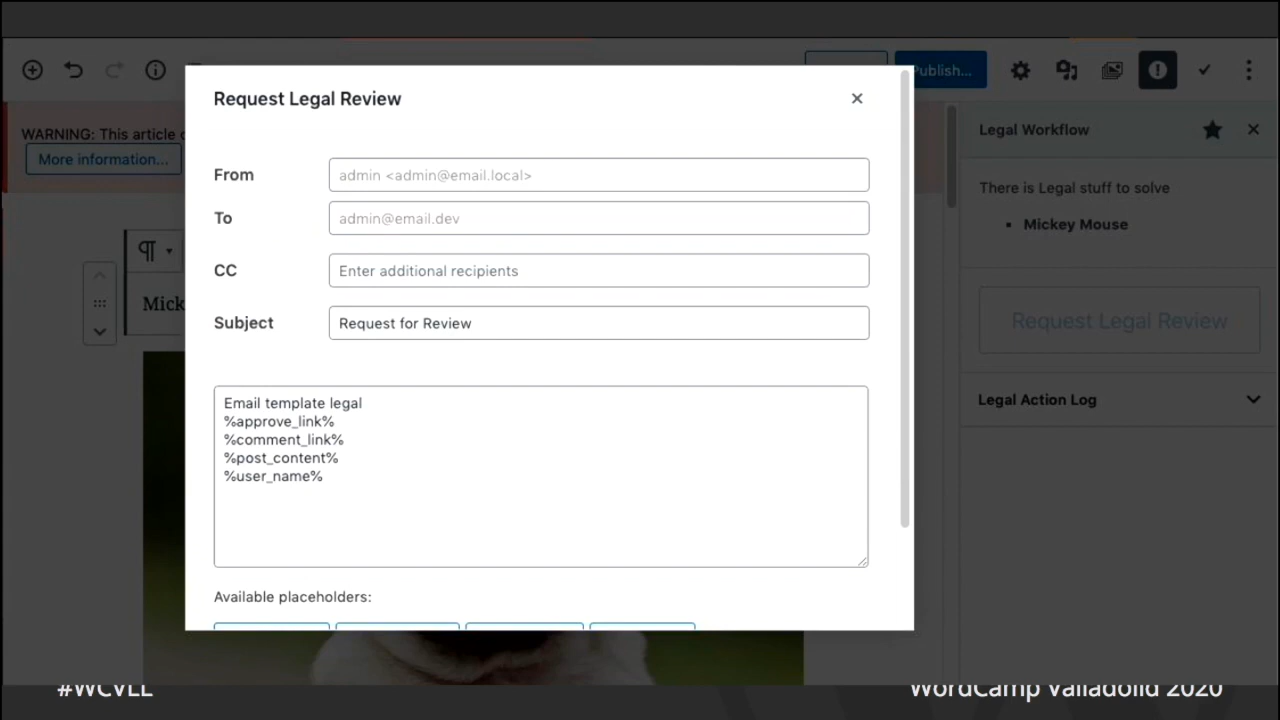 Publish...
Request Legal Review
WARNING: This article
More information...
Legal Workflow
From
admin <admin@email.local>
To
admin@email.dev
There is Legal stuff to solve
Mickey Mouse
CC
Enter additional recipients
Mick
Subject
Request for Review
Request Legal Review
Email template legal
%approve_link%
%comment_link%
%post_content%
%user_name%
Legal Action Log
Available placeholders:
#WCVLL
WordCamp Valladolid 2020